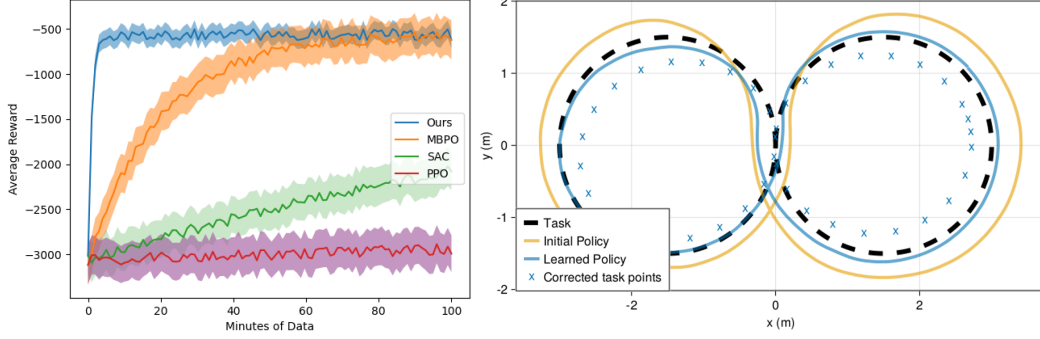 −500
−1000
−1500
−2000
−2500
−3000
Average Reward
0
20
40
60
80
100
Minutes of Data
Ours
MBPO
SAC
PPO
2
1
0
-1
-2
y (m)
-2
0
2
x (m)
Task
Initial Policy
Learned Policy
Corrected task points